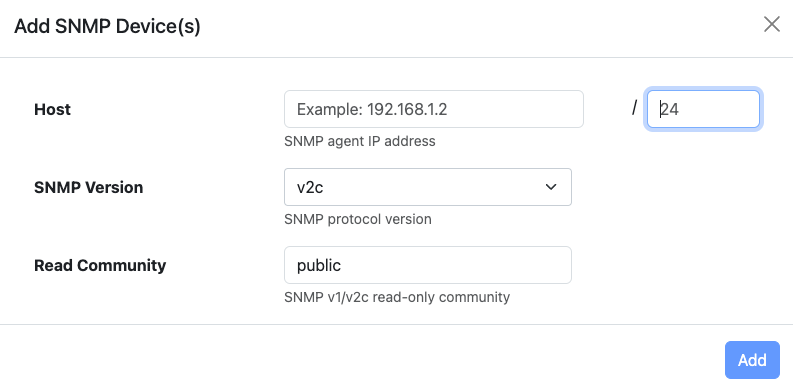 Add SNMP Device(s)
Host Example: 192.168.1.2 / 24
SNMP agent IP address
SNMP Version v2c
SNMP protocol version
Read Community public
SNMP v1/v2c read-only community
Add